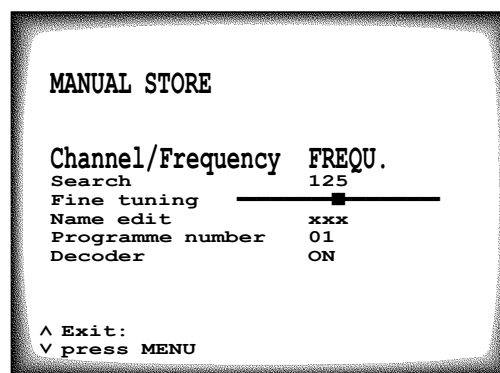 MANUAL STORE
Channel/Frequency FREQU.
Search 125
Fine tuning
Name edit xxx
Programme number 01
Decoder ON
^ Exit:
v press MENU